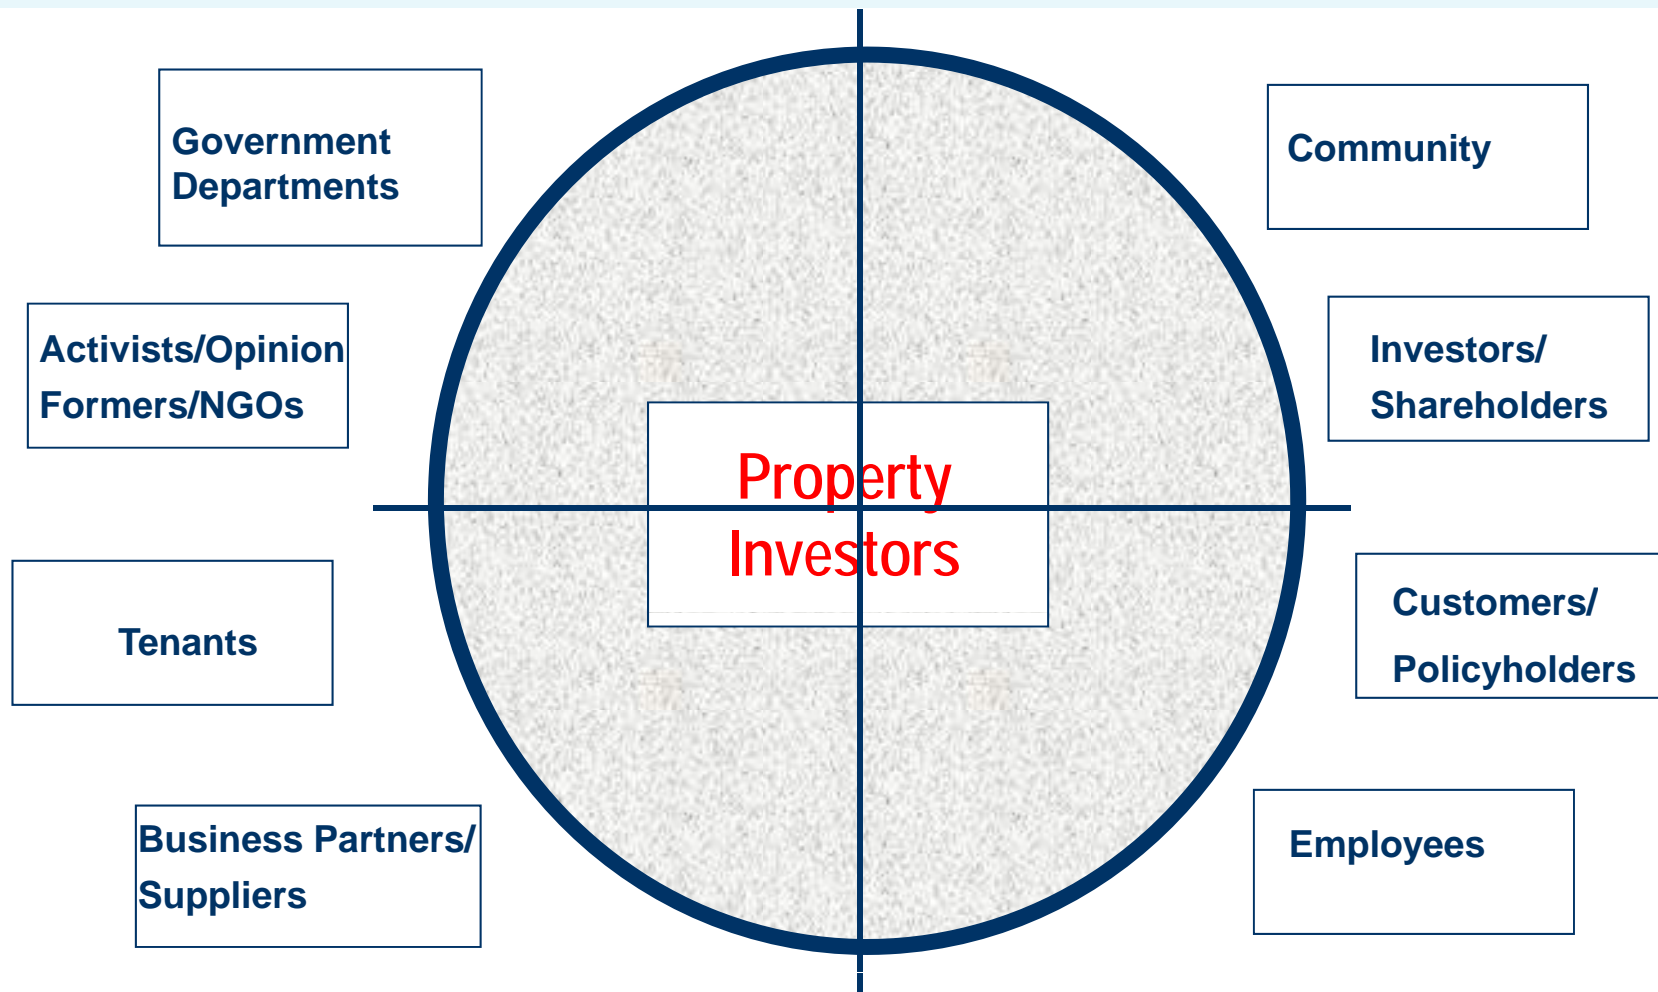 Government
Departments
Community
Activists/Opinion
Formers/NGOs
Investors/
Shareholders
Property
Investors
Tenants
Customers/
Policyholders
Business Partners/
Suppliers
Employees